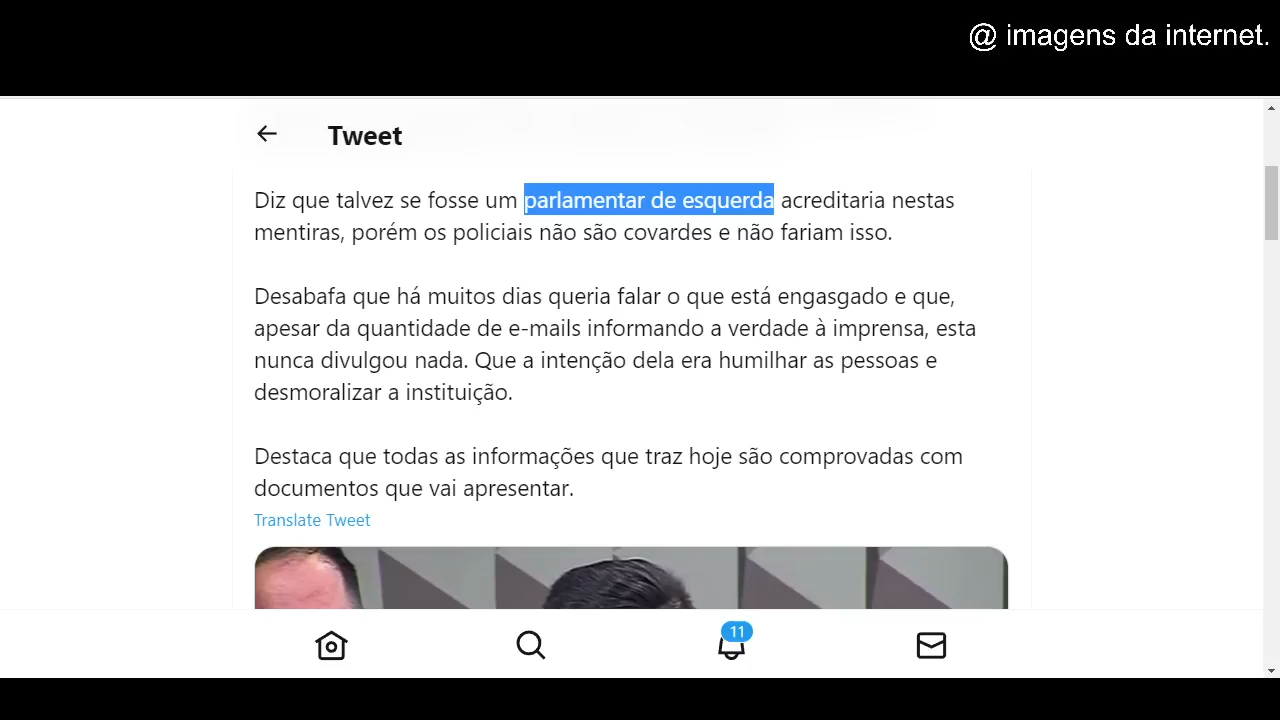 @ imagens da internet.
Tweet
Diz que talvez se fosse um parlamentar de esquerda acreditaria nestas
mentiras, porém os policiais não são covardes e não fariam isso.
Desabafa que há muitos dias queria falar o que está engasgado e que,
apesar da quantidade de e-mails informando a verdade à imprensa, esta
nunca divulgou nada. Que a intenção dela era humilhar as pessoas e
desmoralizar a instituição.
Destaca que todas as informações que traz hoje são comprovadas com
documentos que vai apresentar.
Translate Tweet
11